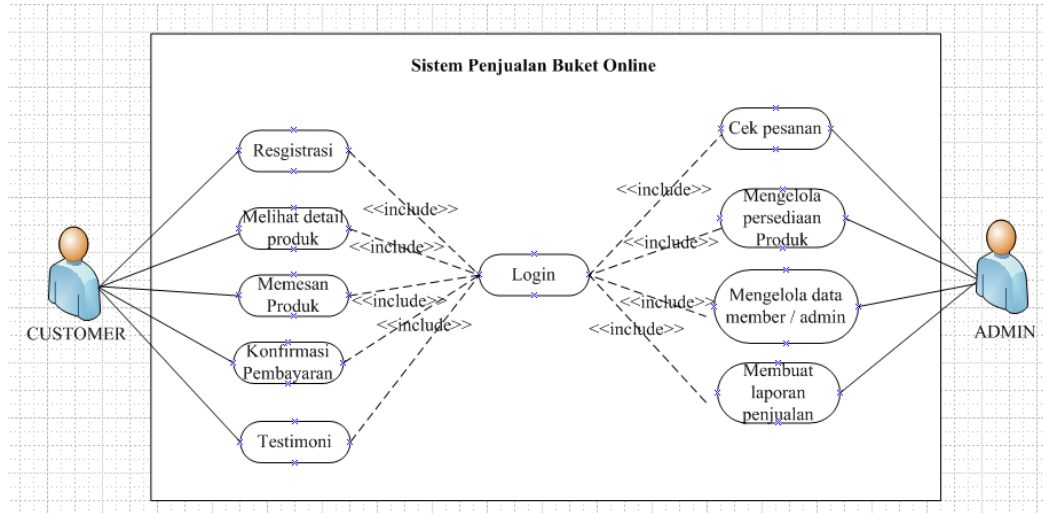 Sistem Penjualan Buket Online
Resgistrasi
Melihat detail
produk
Memesan
Produk
Konfirmasi
Pembayaran
Testimoni
CUSTOMER
<<include>>
<<include>>
<<include>>
<<include>>
Login
<<include>>
<<include>>
<<include>>
<<include>>
Cek pesanan
Mengelola
persediaan
Produk
Mengelola data
member / admin
Membuat
laporan
penjualan
ADMIN